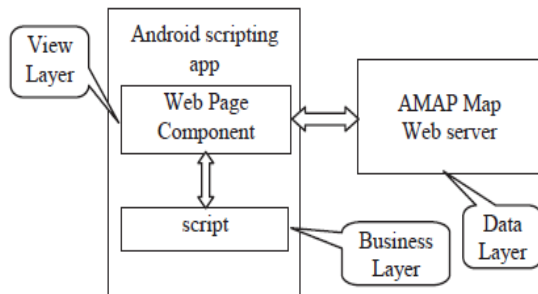 View
Layer
Android scripting
app
Web Page
Component
AMAP Map
Web server
script
Business
Layer
Data
Layer